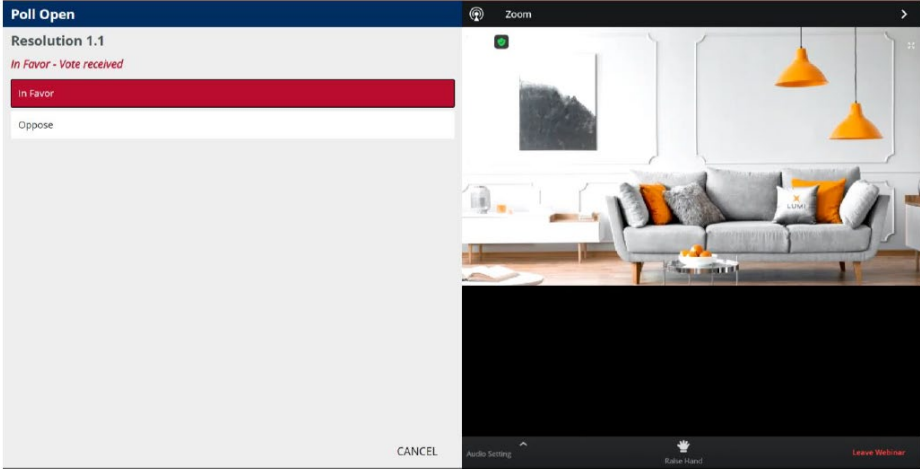 Poll Open
Resolution 1.1
In Favor - Vote received
In Favor
Oppose
CANCEL
Zoom
LUMI
Audio Setting
Raise Hand
Leave Webinar